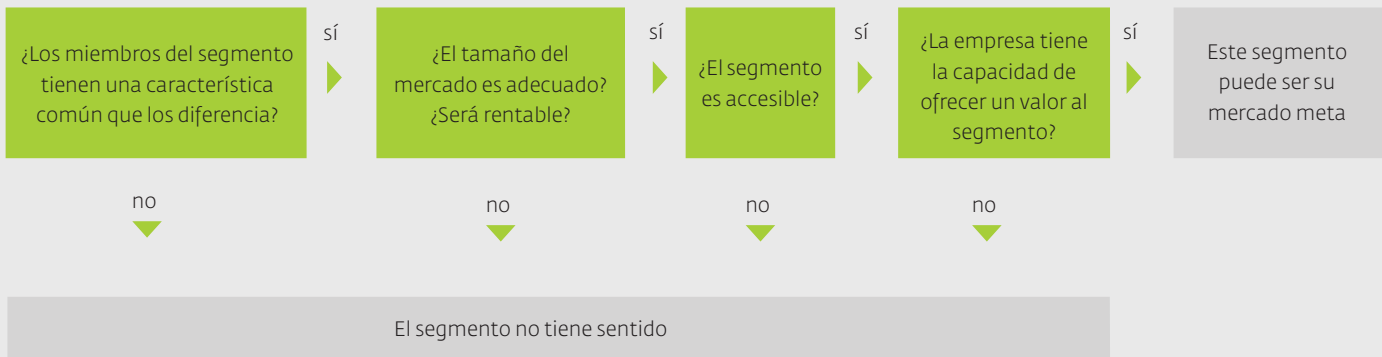 ¿Los miembros del segmento
tienen una característica
común que los diferencia?
sí
¿El tamaño del
mercado es adecuado?
¿Será rentable?
sí
¿El segmento
es accesible?
sí
¿La empresa tiene
la capacidad de
ofrecer un valor al
segmento?
sí
Este segmento
puede ser su
mercado meta
no
no
no
no
El segmento no tiene sentido